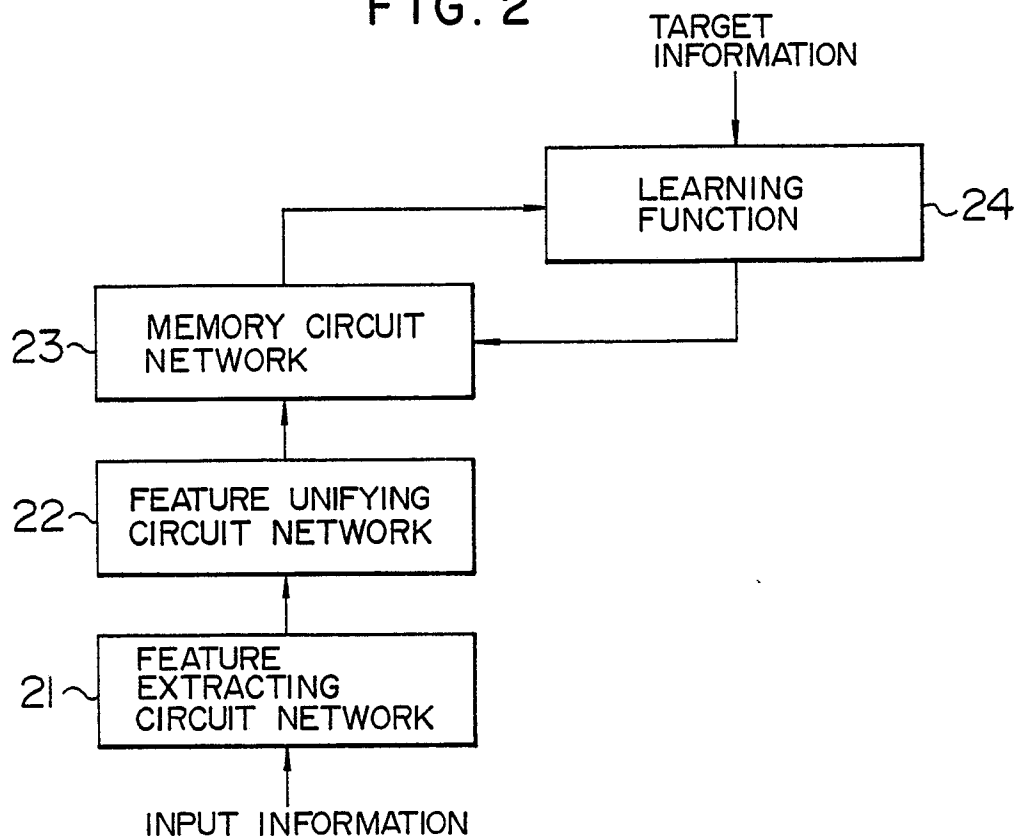 FIG. 2
TARGET
INFORMATION
LEARNING
FUNCTION
24
MEMORY CIRCUIT
NETWORK
23
FEATURE UNIFYING
CIRCUIT NETWORK
22
FEATURE
EXTRACTING
CIRCUIT NETWORK
21
INPUT INFORMATION